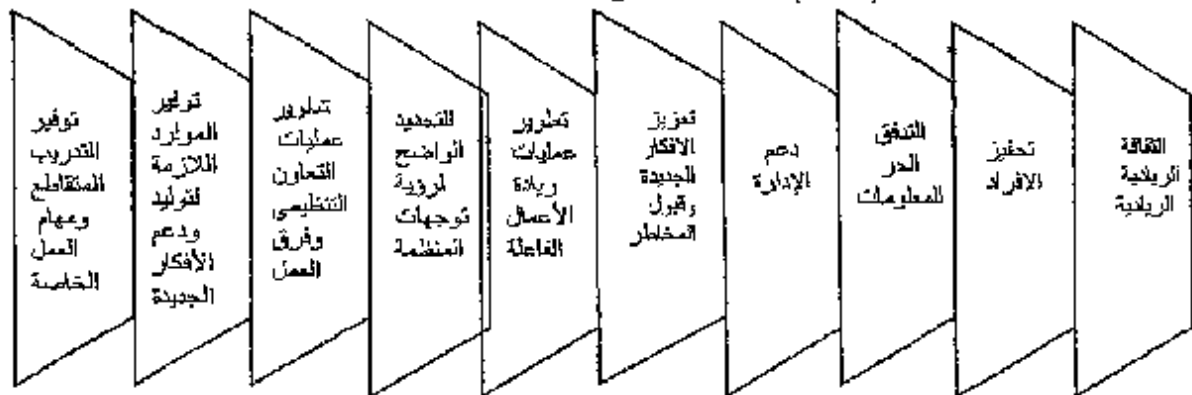 الثقافة
الريادية
الريادية
تحفيز
الافراد
التدفق
الحر
للمعلومات
دعم
الإدارة
تعزيز
الافكار
الجديدة
وقبول
المخاطر
تطوير
عمليات
ريادة
الأعمال
الفاعلة
التحديد
الواضح
لرؤية
توجهات
المنظمة
تطوير
عمليات
التعاون
التنظيمي
وفرق
العمل
توفير
الموارد
اللازمة
لتوليد
ودعم
الأفكار
الجديدة
توفير
التدريب
المتقاطع
ومهام
العمل
الخاصة